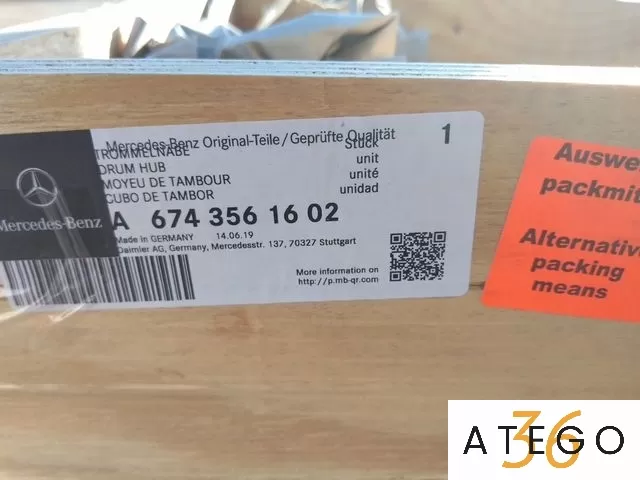 Mercedes-Benz Original-Teile / Geprüfte Qualität
TROMMELNABE Stück 1
DRUM HUB unit
MOYEU DE TAMBOUR unité
CUBO DE TAMBOR unidad
Mercedes-Benz
A 674 356 16 02
Made in GERMANY 14.06.19
Daimler AG, Germany, Mercedesstr. 137, 70327 Stuttgart
More information on
http://p.mb-qr.com
Auswe
packmit
Alternativ
packing
means
ATEGO
36